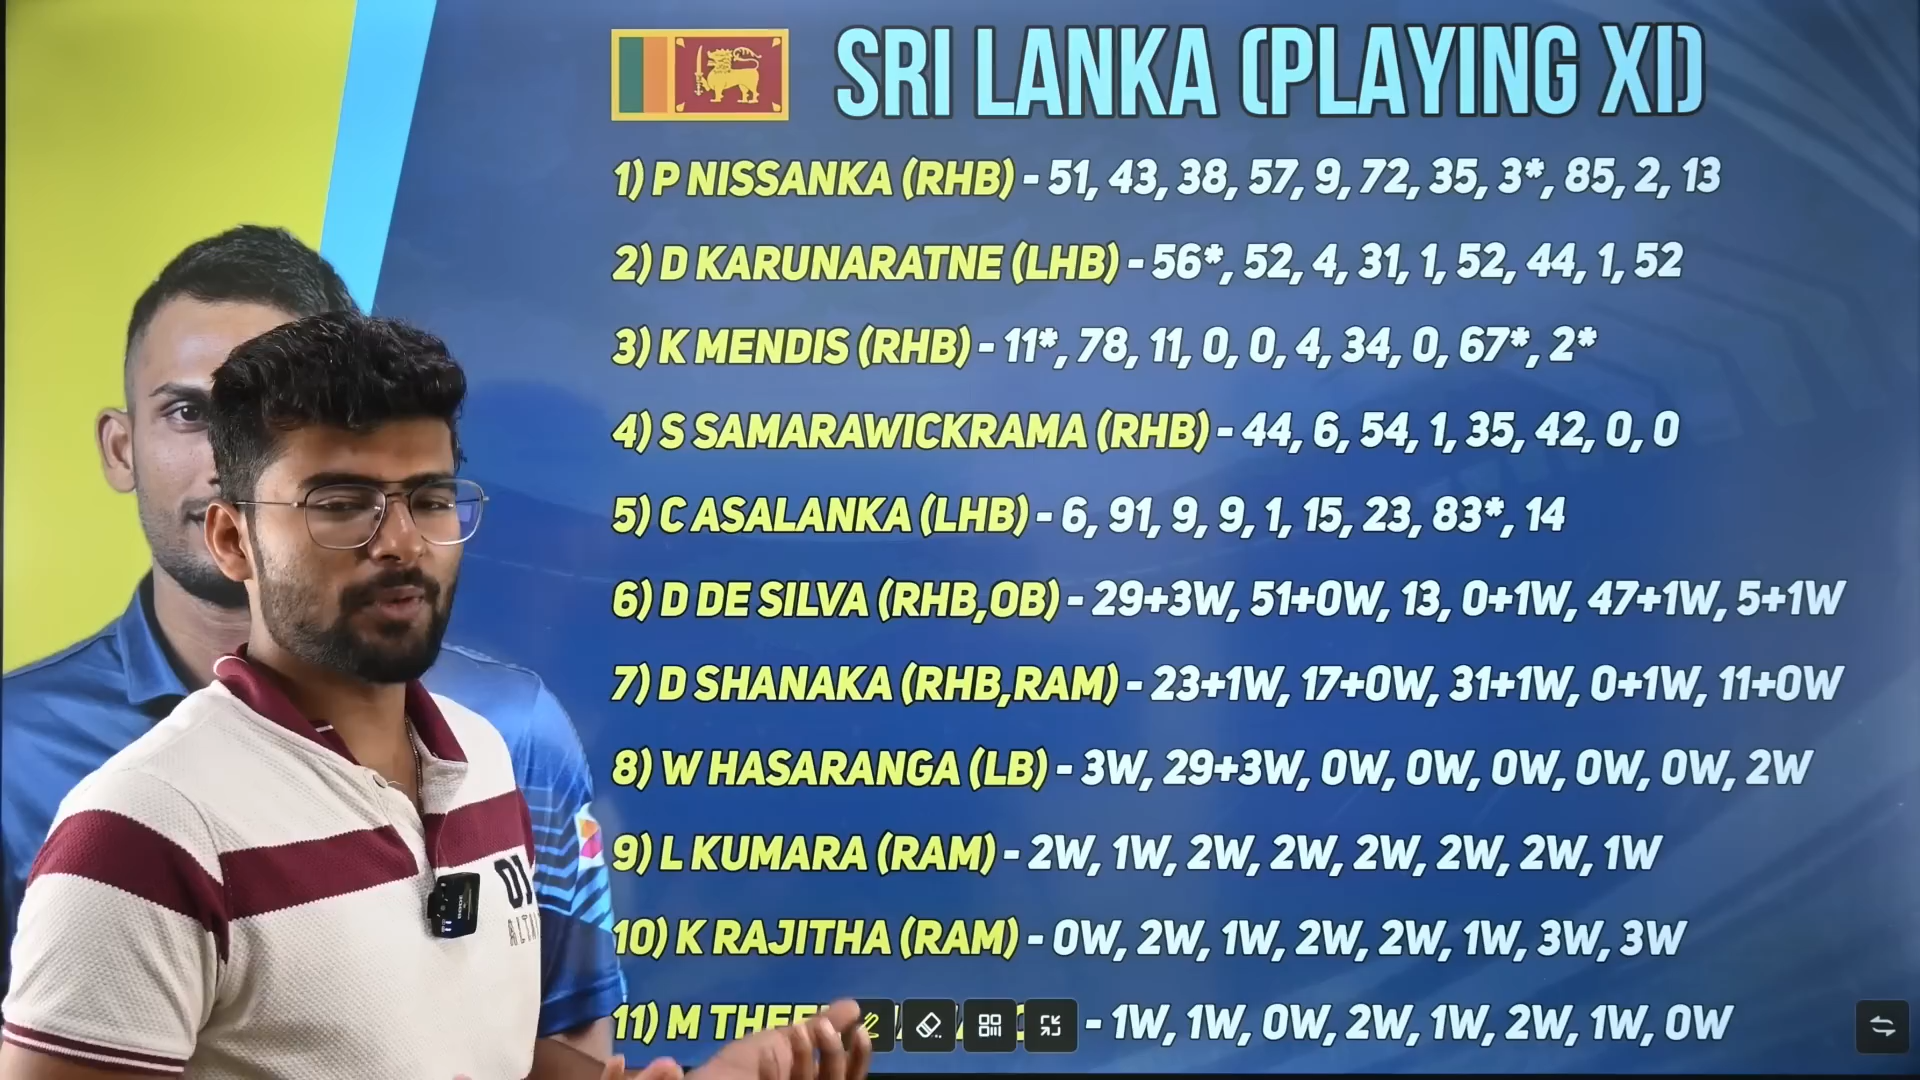 SRI LANKA (PLAYING XI)
1) P NISSANKA (RHB) - 51, 43, 38, 57, 9, 72, 35, 3*, 85, 2, 13
2) D KARUNARATNE (LHB) - 56*, 52, 4, 31, 1, 52, 44, 1, 52
3) K MENDIS (RHB) - 11*, 78, 11, 0, 0, 4, 34, 0, 67*, 2*
4) S SAMARAWICKRAMA (RHB) - 44, 6, 54, 1, 35, 42, 0, 0
5) C ASALANKA (LHB) - 6, 91, 9, 9, 1, 15, 23, 83*, 14
6) D DE SILVA (RHB,OB) - 29+3W, 51+0W, 13, 0+1W, 47+1W, 5+1W
7) D SHANAKA (RHB,RAM) - 23+1W, 17+0W, 31+1W, 0+1W, 11+0W
8) W HASARANGA (LB) - 3W, 29+3W, 0W, 0W, 0W, 0W, 0W, 2W
9) L KUMARA (RAM) - 2W, 1W, 2W, 2W, 2W, 2W, 2W, 1W
10) K RAJITHA (RAM) - 0W, 2W, 1W, 2W, 2W, 1W, 3W, 3W
11) M - 1W, 1W, 0W, 2W, 1W, 2W, 1W, 0W